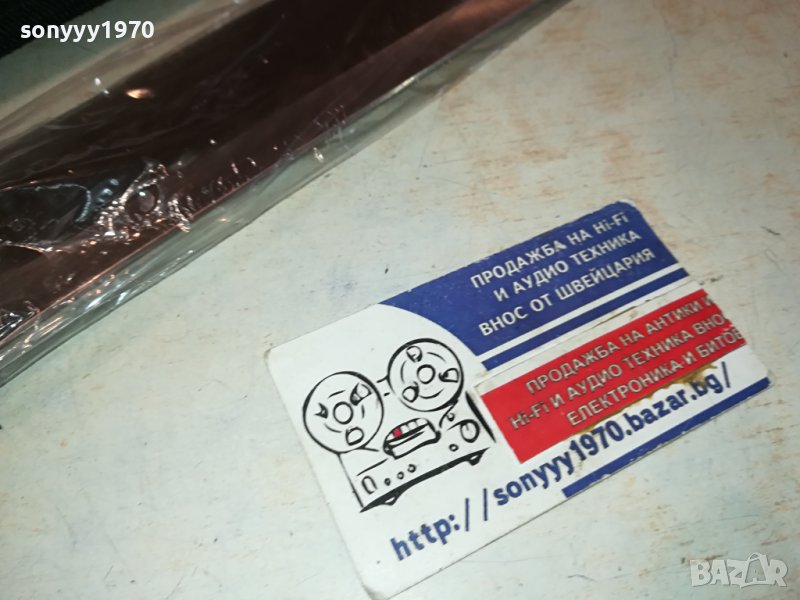 sonyyy1970
ПРОДАЖБА НА Hi-Fi
И АУДИО ТЕХНИКА
ВНОС ОТ ШВЕЙЦАРИЯ
ПРОДАЖБА НА АНТИКИ И
Hi-Fi И АУДИО ТЕХНИКА ВНО
ЕЛЕКТРОНИКА И БИТОВ
http://sonyyy1970.bazar.bg/
BAZAR